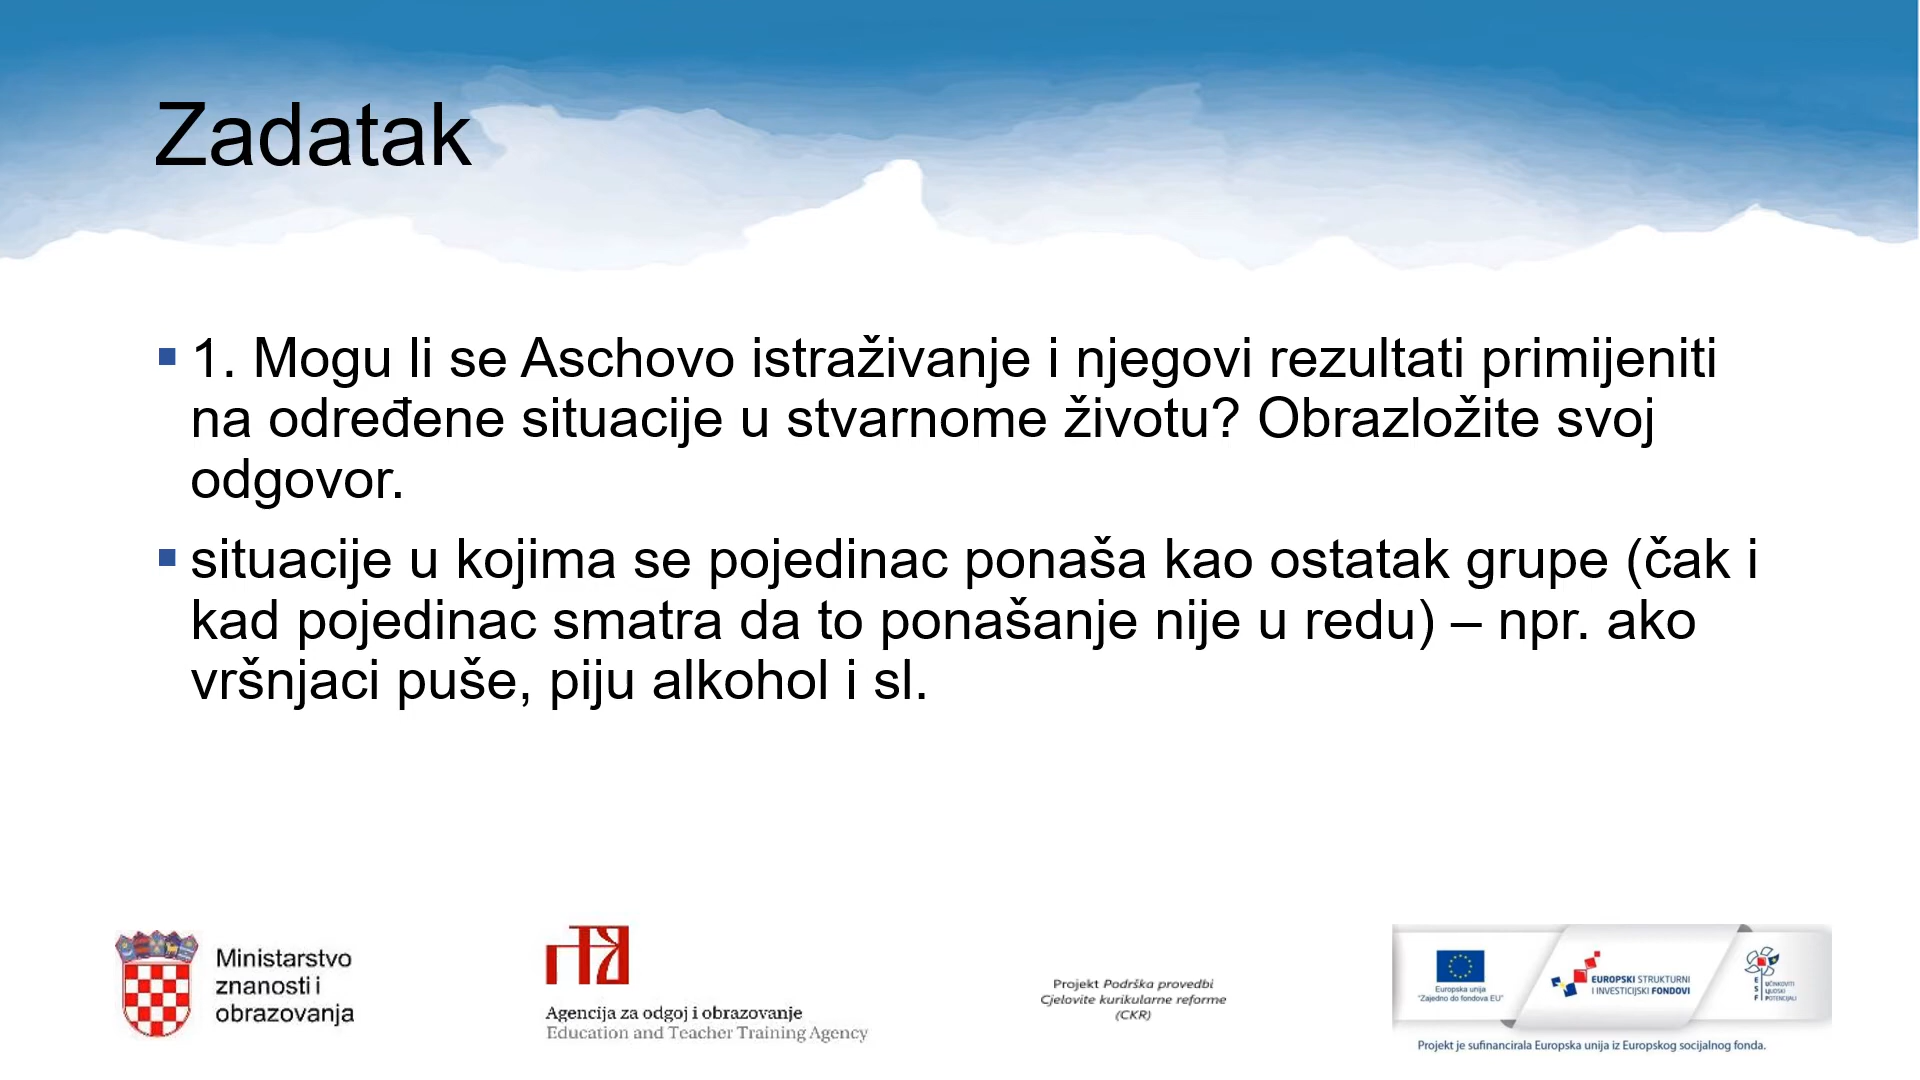 Zadatak
1. Mogu li se Aschovo istraživanje i njegovi rezultati primijeniti
na određene situacije u stvarnome životu? Obrazložite svoj
odgovor.
situacije u kojima se pojedinac ponaša kao ostatak grupe (čak i
kad pojedinac smatra da to ponašanje nije u redu) – npr. ako
vršnjaci puše, piju alkohol i sl.
Ministarstvo
znanosti i
obrazovanja
Agencija za odgoj i obrazovanje
Education and Teacher Training Agency
Projekt Podrška provedbi
Cjelovite kurikularne reforme
(CKR)
Europska unija
"Zajedno do fondova EU"
EUROPSKI STRUKTURNI
I INVESTICIJSKI FONDOVI
ESF
UČINKOVITI
LJUDSKI
POTENCIJALI
Projekt je sufinancirala Europska unija iz Europskog socijalnog fonda.